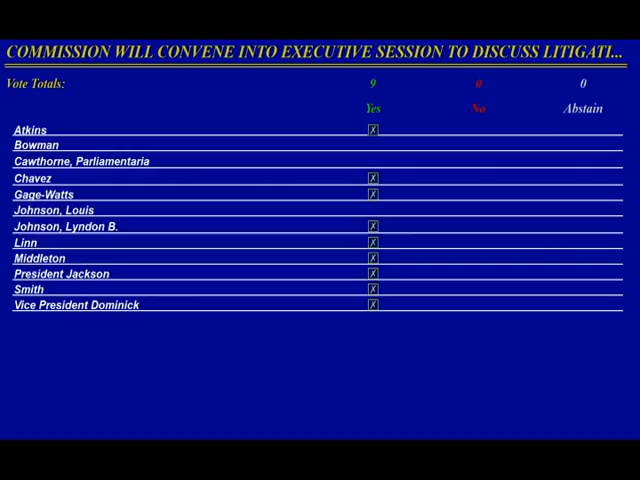 COMMISSION WILL CONVENE INTO EXECUTIVE SESSION TO DISCUSS LITIGATI...
Vote Totals: 9 0 0
Yes No Abstain
Atkins ☒
Bowman
Cawthorne, Parliamentaria
Chavez ☒
Gage-Watts ☒
Johnson, Louis
Johnson, Lyndon B. ☒
Linn ☒
Middleton ☒
President Jackson ☒
Smith ☒
Vice President Dominick ☒